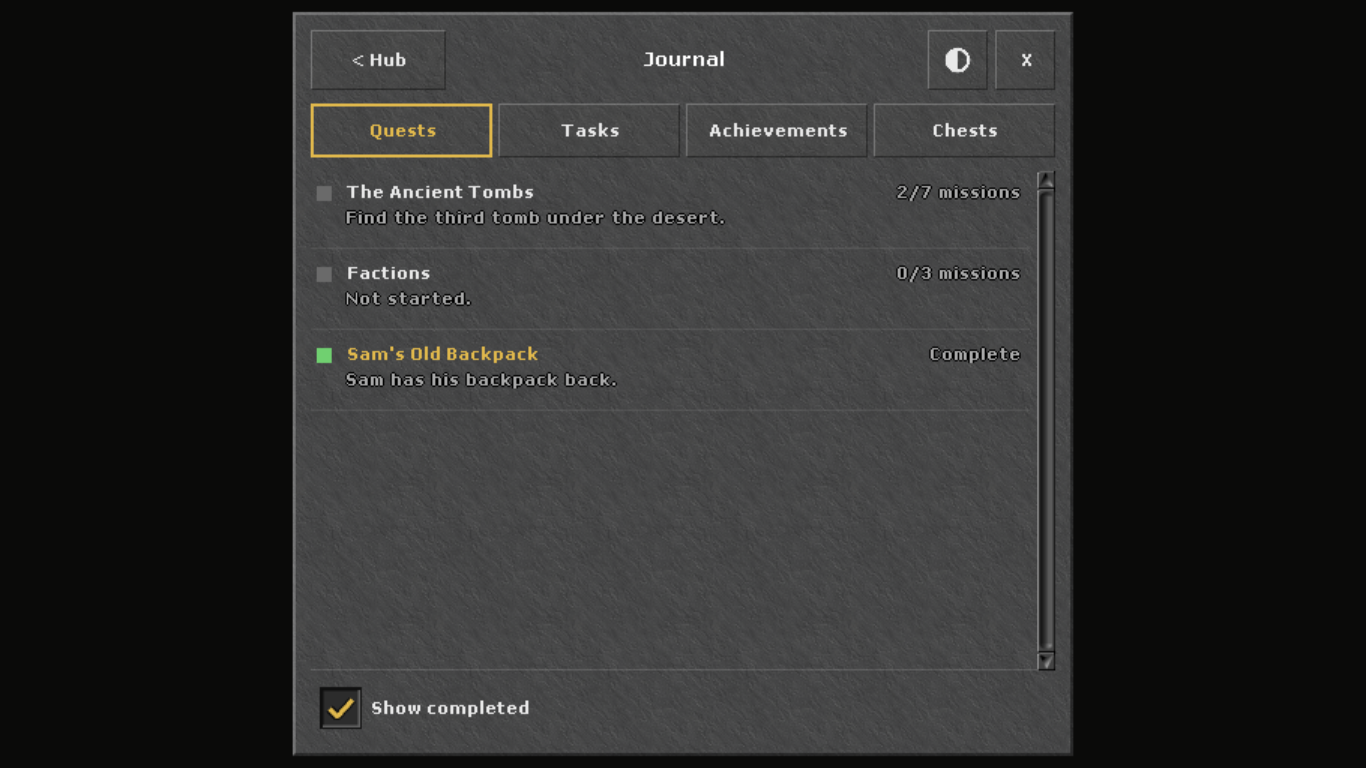 < Hub
Journal
x
Quests
Tasks
Achievements
Chests
The Ancient Tombs
2/7 missions
Find the third tomb under the desert.
Factions
0/3 missions
Not started.
Sam's Old Backpack
Complete
Sam has his backpack back.
Show completed